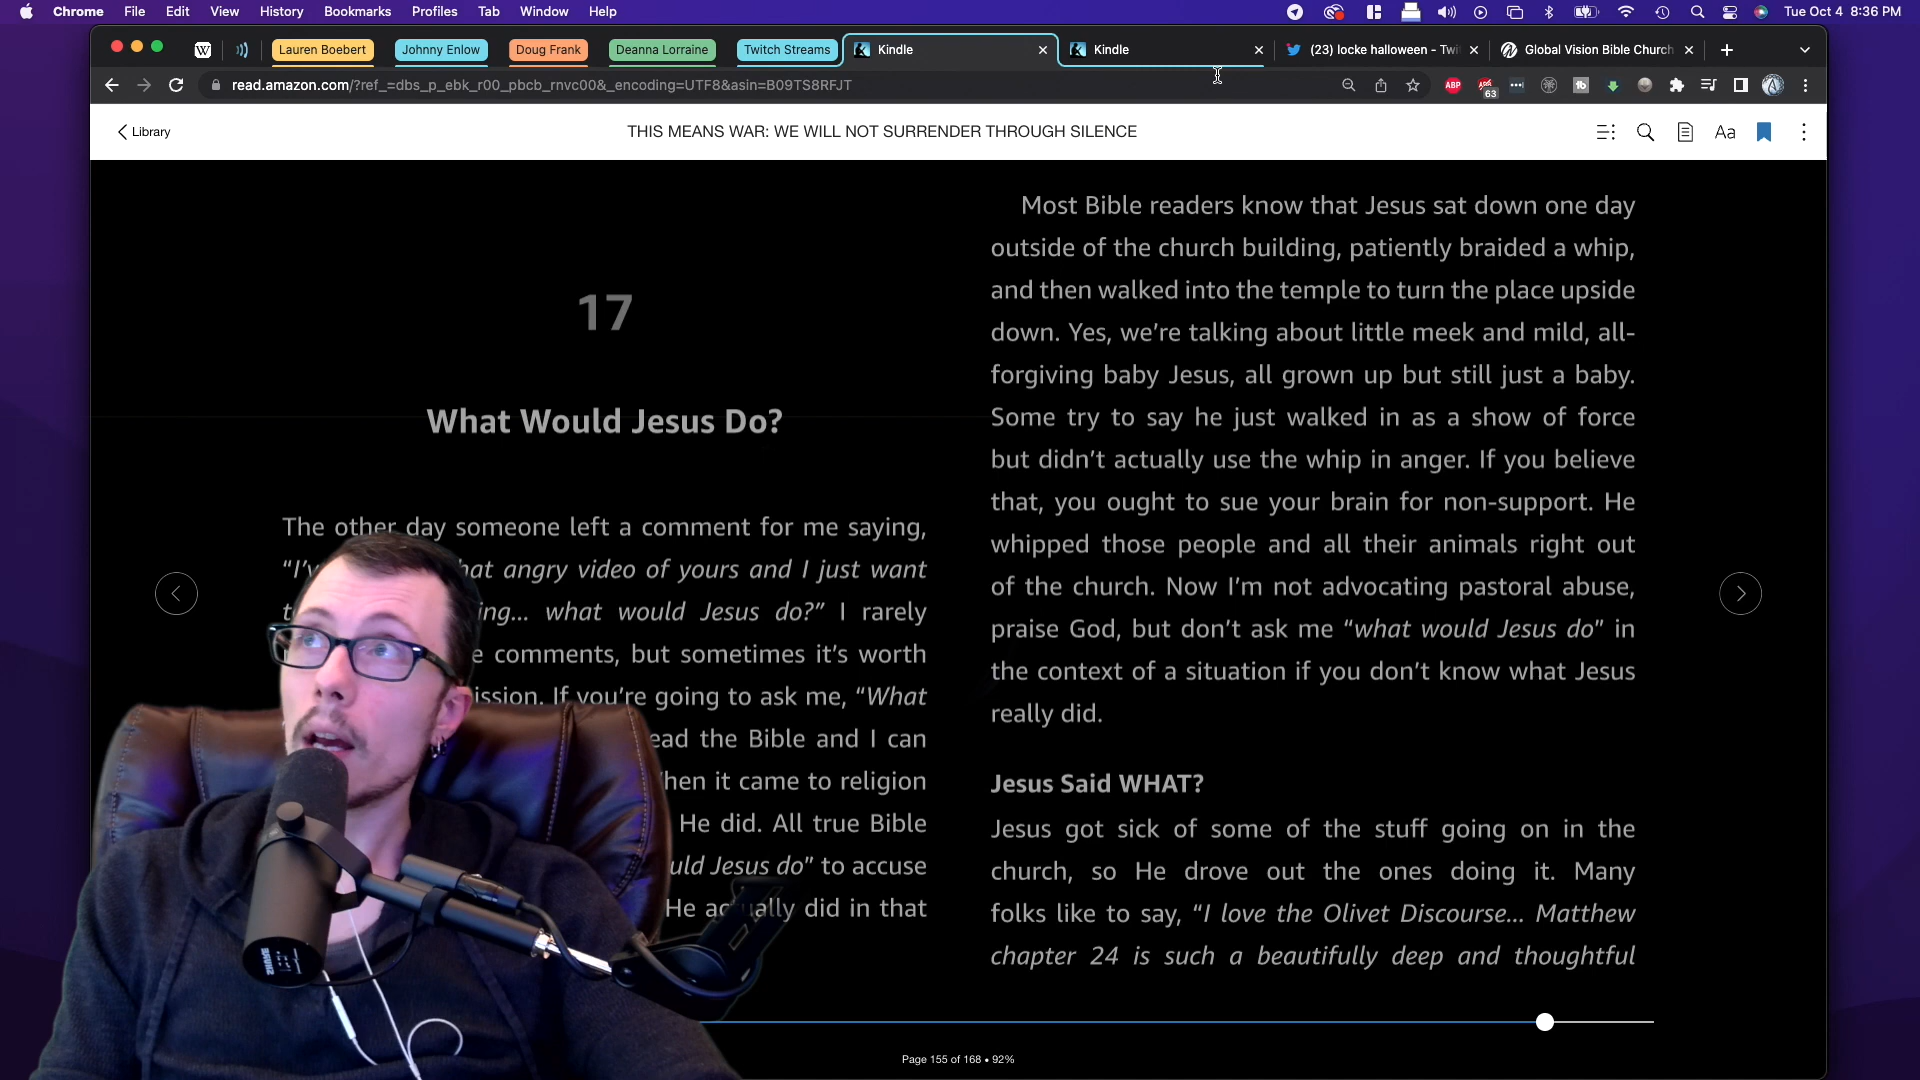 Chrome File Edit View History Bookmarks Profiles Tab Window Help Tue Oct 4 8:36 PM
W Lauren Boebert Johnny Enlow Doug Frank Deanna Lorraine Twitch Streams Kindle Kindle (23) locke halloween - Twi Global Vision Bible Church
read.amazon.com/?ref_=dbs_p_ebk_r00_pbcb_rnvc00&_encoding=UTF8&asin=B09TS8RFJT ABP 63
Library THIS MEANS WAR: WE WILL NOT SURRENDER THROUGH SILENCE Aa
17
What Would Jesus Do?
The other day someone left a comment for me saying,
hat angry video of yours and I just want
what would Jesus do?” I rarely
comments, but sometimes it’s worth
If you’re going to ask me, “What
the Bible and I can
it came to religion
He did. All true Bible
Jesus do” to accuse
He actually did in that
Most Bible readers know that Jesus sat down one day
outside of the church building, patiently braided a whip,
and then walked into the temple to turn the place upside
down. Yes, we’re talking about little meek and mild, all-
forgiving baby Jesus, all grown up but still just a baby.
Some try to say he just walked in as a show of force
but didn’t actually use the whip in anger. If you believe
that, you ought to sue your brain for non-support. He
whipped those people and all their animals right out
of the church. Now I’m not advocating pastoral abuse,
praise God, but don’t ask me “what would Jesus do” in
the context of a situation if you don’t know what Jesus
really did.
Jesus Said WHAT?
Jesus got sick of some of the stuff going on in the
church, so He drove out the ones doing it. Many
folks like to say, “I love the Olivet Discourse... Matthew
chapter 24 is such a beautifully deep and thoughtful
Page 155 of 168 • 92%